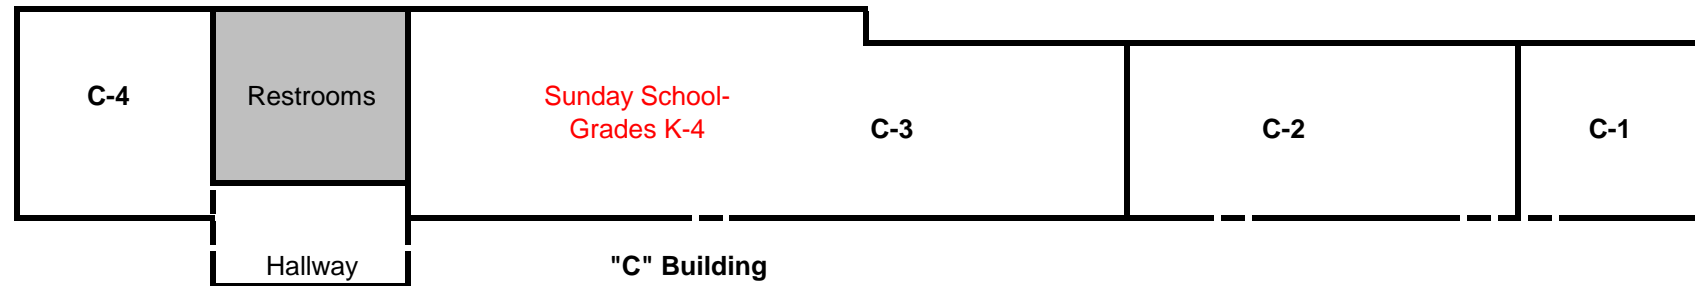 C-4
Restrooms
Sunday School-
Grades K-4
C-3
C-2
C-1
Hallway
"C" Building